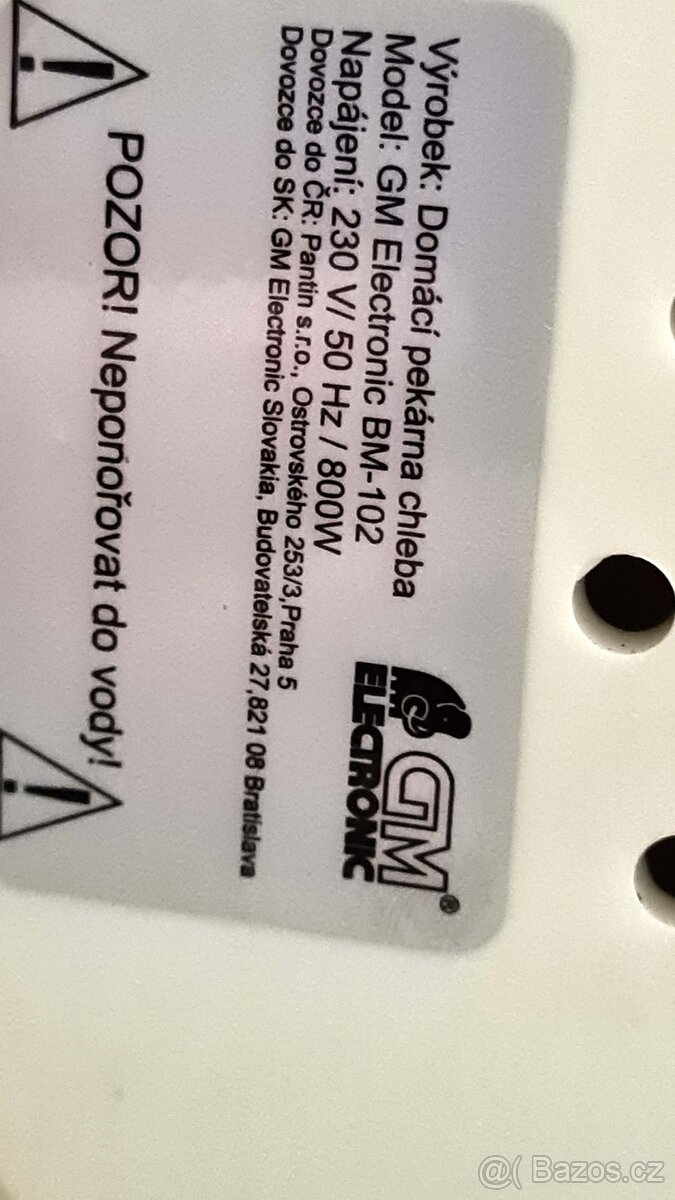 Výrobek: Domácí pekárna chleba
Model: GM Electronic BM-102
Napájení: 230 V/ 50 Hz / 800W
Dovozce do ČR: Pantin s.r.o., Ostrovského 253/3,Praha 5
Dovozce do SK: GM Electronic Slovakia, Budovatelská 27,821 08 Bratislava
GM®
ELECTRONIC
POZOR! Neponořovat do vody!
@( Bazos.cz